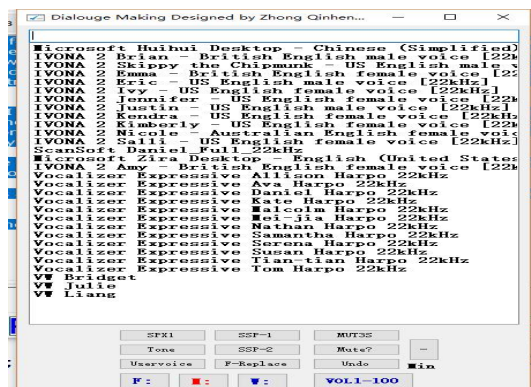 Dialouge Making Designed by Zhong Qinhen...
Microsoft Huihui Desktop - Chinese (Simplified)
IVONA 2 Brian - British English male voice [22k
IVONA 2 Skippy the Chipmunk - US English male v
IVONA 2 Emma - British English female voice [22
IVONA 2 Eric - US English male voice [22kHz]
IVONA 2 Ivy - US English female voice [22kHz]
IVONA 2 Jennifer - US English female voice [22k
IVONA 2 Justin - US English male voice [22kHz]
IVONA 2 Kendra - US English female voice [22kHz
IVONA 2 Kimberly - US English female voice [22k
IVONA 2 Nicole - Australian English female voic
IVONA 2 Salli - US English female voice [22kHz]
ScanSoft Daniel_Full_22kHz
Microsoft Zira Desktop - English (United States
IVONA 2 Amy - British English female voice [22k
Vocalizer Expressive Allison Harpo 22kHz
Vocalizer Expressive Ava Harpo 22kHz
Vocalizer Expressive Daniel Harpo 22kHz
Vocalizer Expressive Kate Harpo 22kHz
Vocalizer Expressive Malcolm Harpo 22kHz
Vocalizer Expressive Mei-jia Harpo 22kHz
Vocalizer Expressive Nathan Harpo 22kHz
Vocalizer Expressive Samantha Harpo 22kHz
Vocalizer Expressive Serena Harpo 22kHz
Vocalizer Expressive Susan Harpo 22kHz
Vocalizer Expressive Tian-tian Harpo 22kHz
Vocalizer Expressive Tom Harpo 22kHz
VW Bridget
VW Julie
VW Liang
SPX1 SSP-1 MUT3S
Tone SSP-2 Mute? -
Uservoice F-Replace Undo Min
F: M: W: VOL1-100